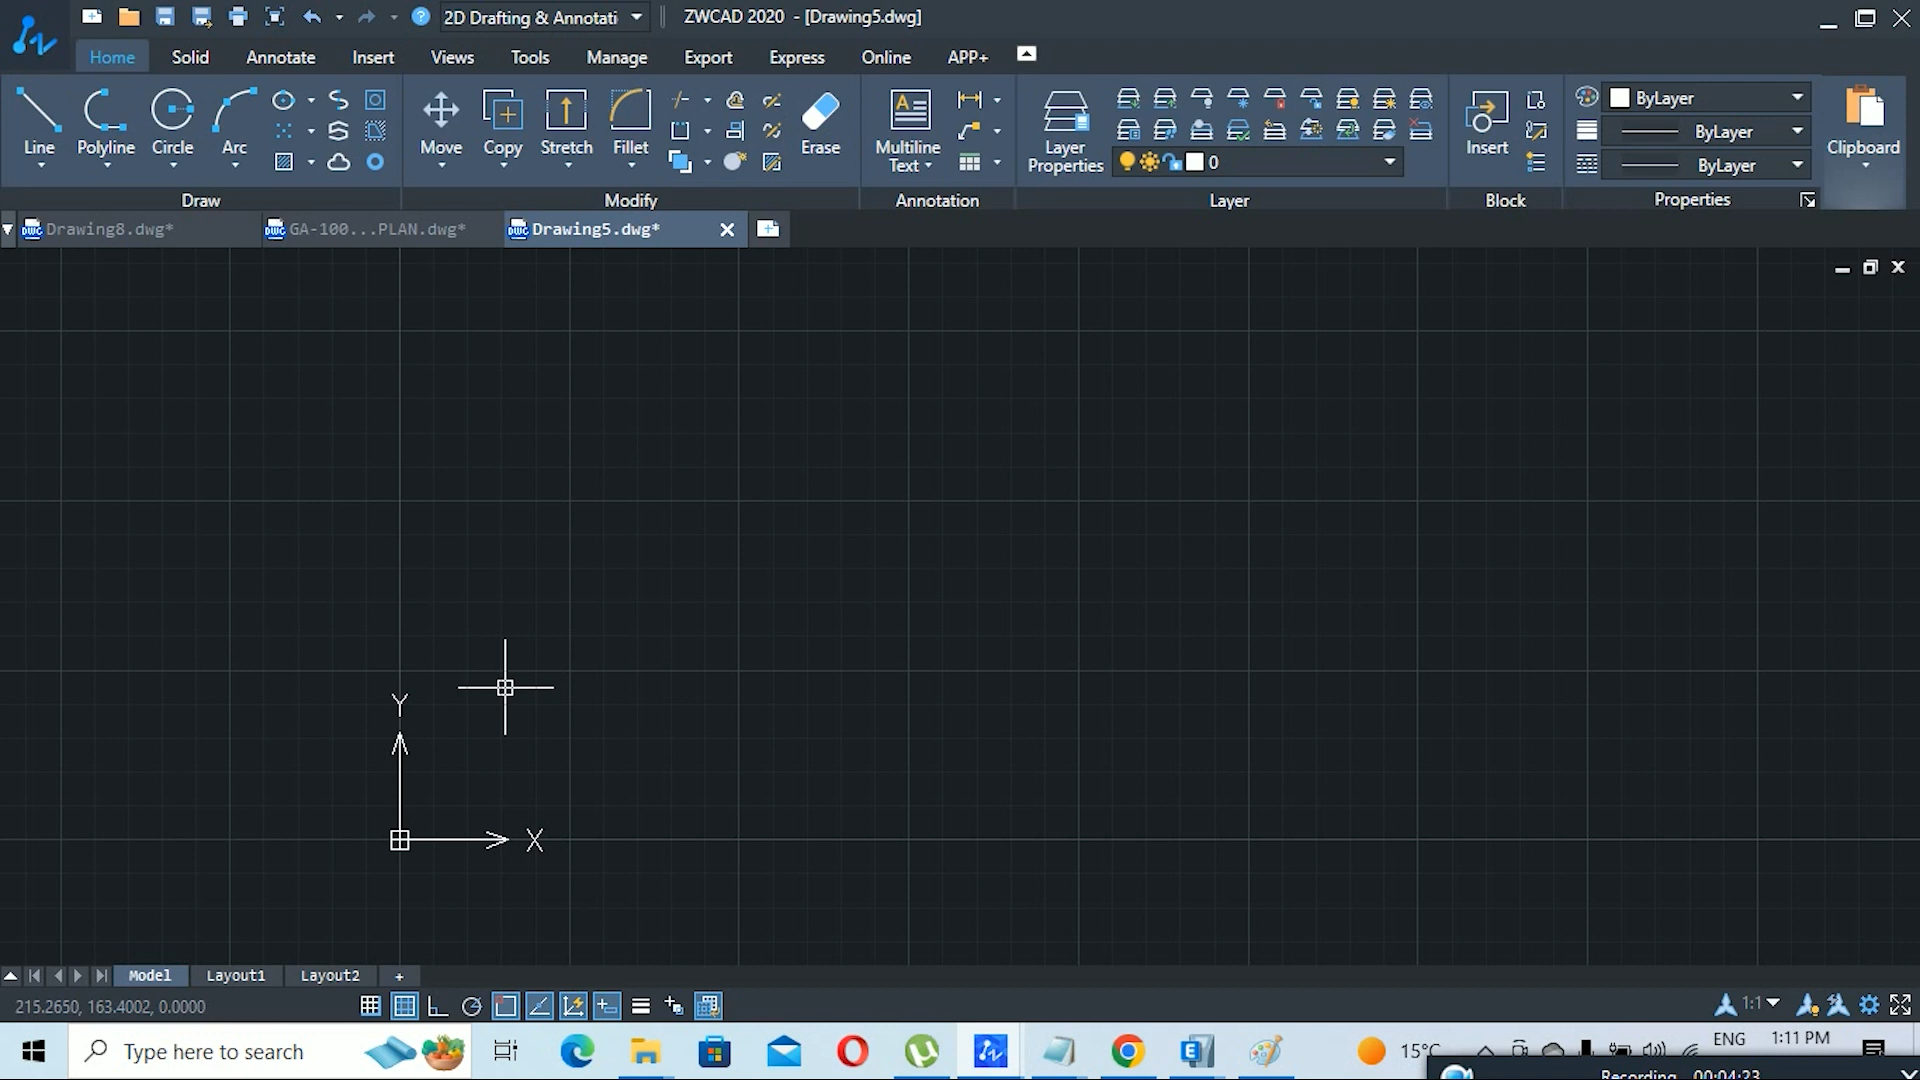 2D Drafting & Annotati
ZWCAD 2020 - [Drawing5.dwg]
Home Solid Annotate Insert Views Tools Manage Export Express Online APP+
Line Polyline Circle Arc
Move Copy Stretch Fillet Erase
Multiline Text
Layer Properties
0
Insert
ByLayer
ByLayer
ByLayer
Clipboard
Draw Modify Annotation Layer Block Properties
Drawing8.dwg* GA-100...PLAN.dwg* Drawing5.dwg*
Y
X
Model Layout1 Layout2 +
215.2650, 163.4002, 0.0000
1:1
Type here to search
15°C
ENG
1:11 PM
Recording 00:04:23